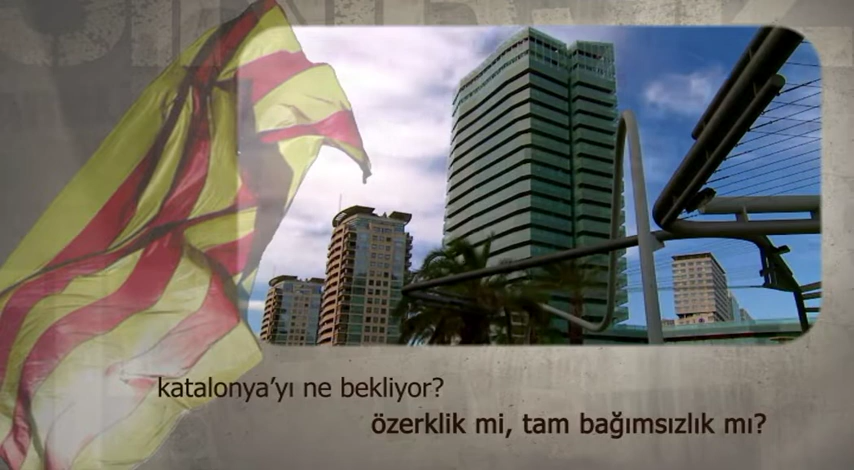 katalonya'yı ne bekliyor?
özerklik mi, tam bağımsızlık mı?